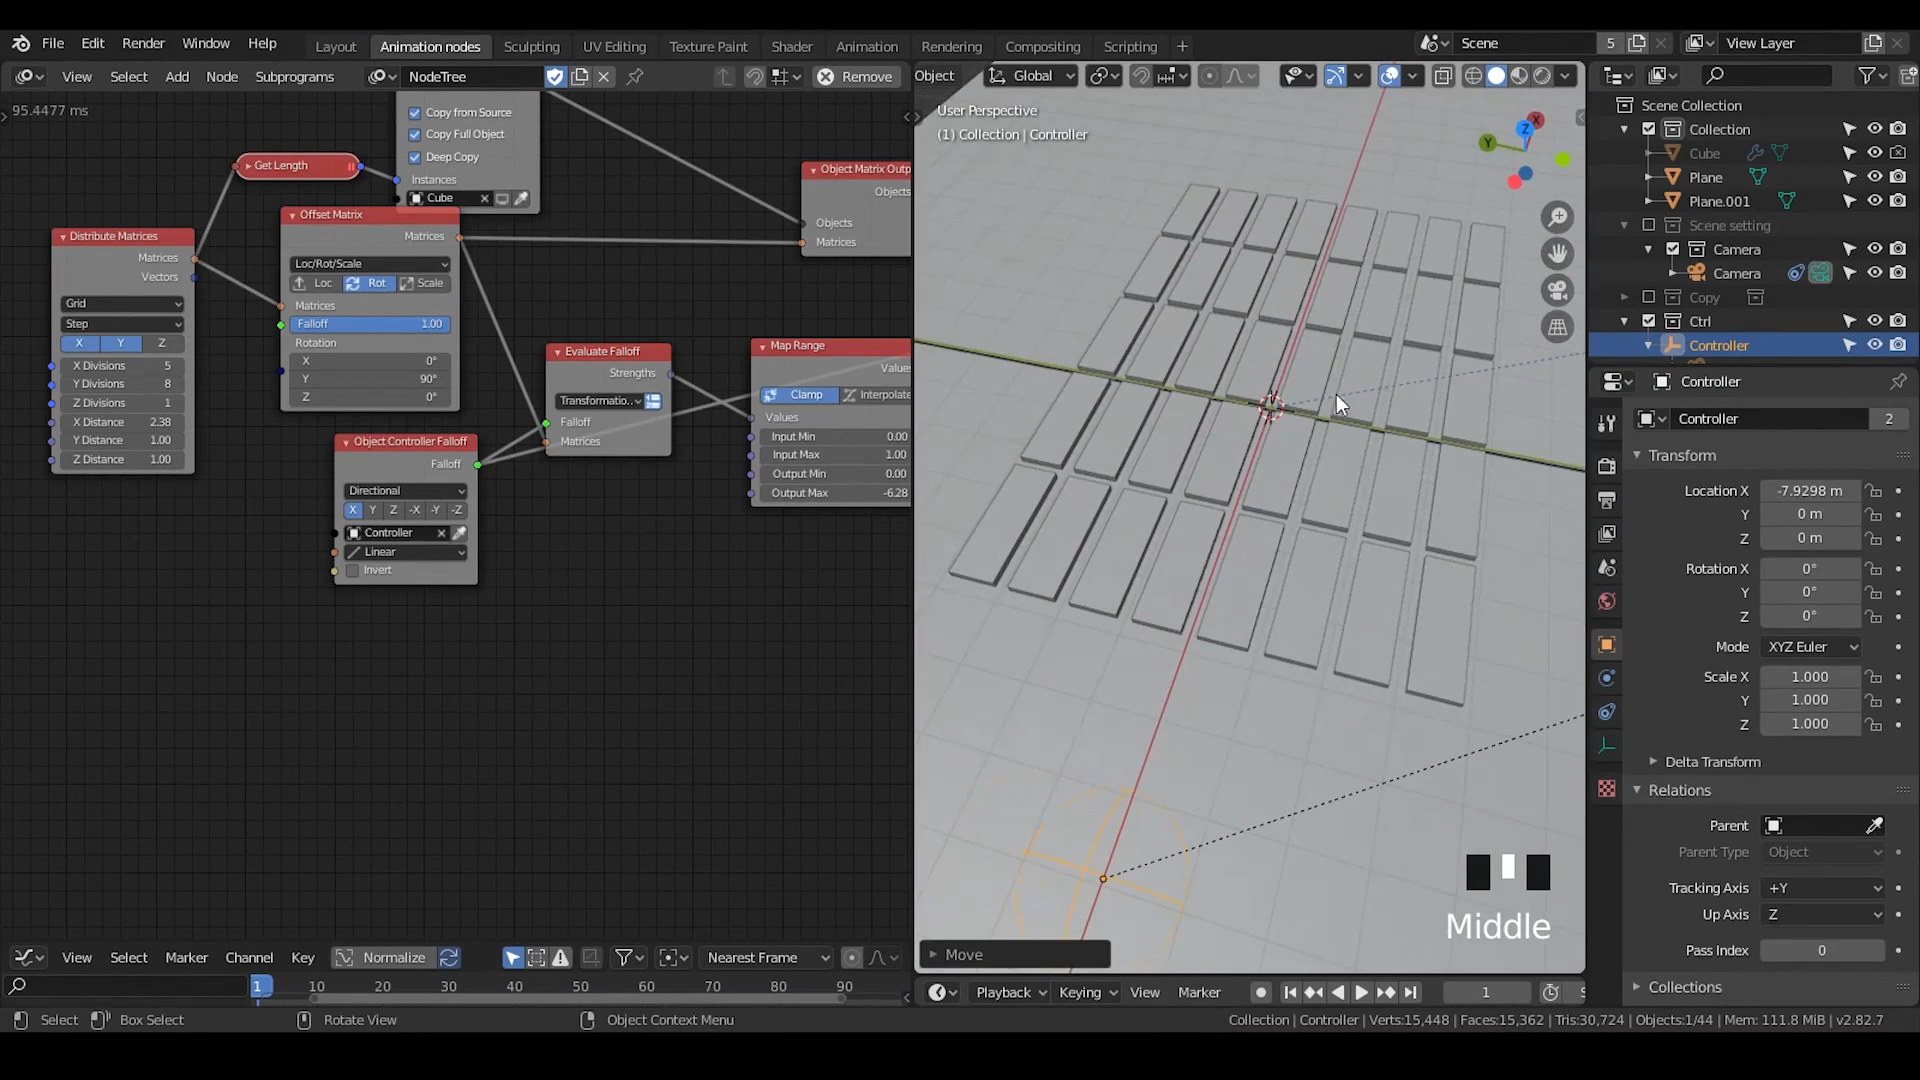 File Edit Render Window Help Layout Animation nodes Sculpting UV Editing Texture Paint Shader Animation Rendering Compositing Scripting + Scene 5 View Layer
View Select Add Node Subprograms NodeTree Remove Object Global
95.4477 ms
Copy from Source
Copy Full Object
Deep Copy
Instances
Cube
Get Length
Object Matrix Outp
Objects
Objects
Matrices
Distribute Matrices
Matrices
Vectors
Grid
Step
X Y Z
X Divisions 5
Y Divisions 8
Z Divisions 1
X Distance 2.38
Y Distance 1.00
Z Distance 1.00
Offset Matrix
Matrices
Loc/Rot/Scale
Loc Rot Scale
Matrices
Falloff 1.00
Rotation
X 0°
Y 90°
Z 0°
Evaluate Falloff
Strengths
Transformatio..
Falloff
Matrices
Map Range
Values
Clamp Interpolate
Values
Input Min 0.00
Input Max 1.00
Output Min 0.00
Output Max -6.28
Object Controller Falloff
Falloff
Directional
X Y Z -X -Y -Z
Controller
Linear
Invert
User Perspective
(1) Collection | Controller
X
Y
Z
Middle
Move
Scene Collection
Collection
Cube
Plane
Plane.001
Scene setting
Camera
Camera
Copy
Ctrl
Controller
Controller
Controller 2
Transform
Location X -7.9298 m
Y 0 m
Z 0 m
Rotation X 0°
Y 0°
Z 0°
Mode XYZ Euler
Scale X 1.000
Y 1.000
Z 1.000
Delta Transform
Relations
Parent
Parent Type Object
Tracking Axis +Y
Up Axis Z
Pass Index 0
Collections
View Select Marker Channel Key Normalize Nearest Frame
1 10 20 30 40 50 60 70 80 90
Playback Keying View Marker 1
Select Box Select Rotate View Object Context Menu Collection | Controller | Verts:15,448 | Faces:15,362 | Tris:30,724 | Objects:1/44 | Mem: 111.8 MiB | v2.82.7